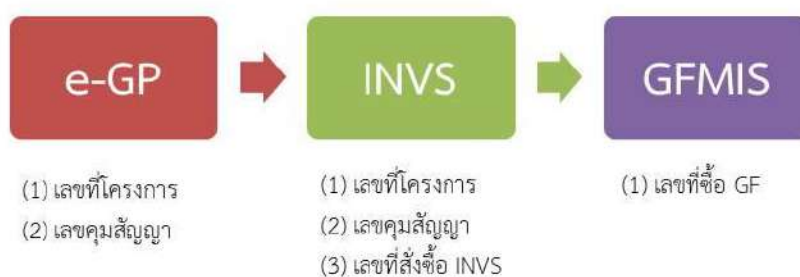 e-GP
(1) เลขที่โครงการ
(2) เลขคุมสัญญา
INVS
(1) เลขที่โครงการ
(2) เลขคุมสัญญา
(3) เลขที่สั่งซื้อ INVS
GFMIS
(1) เลขที่ซื้อ GF